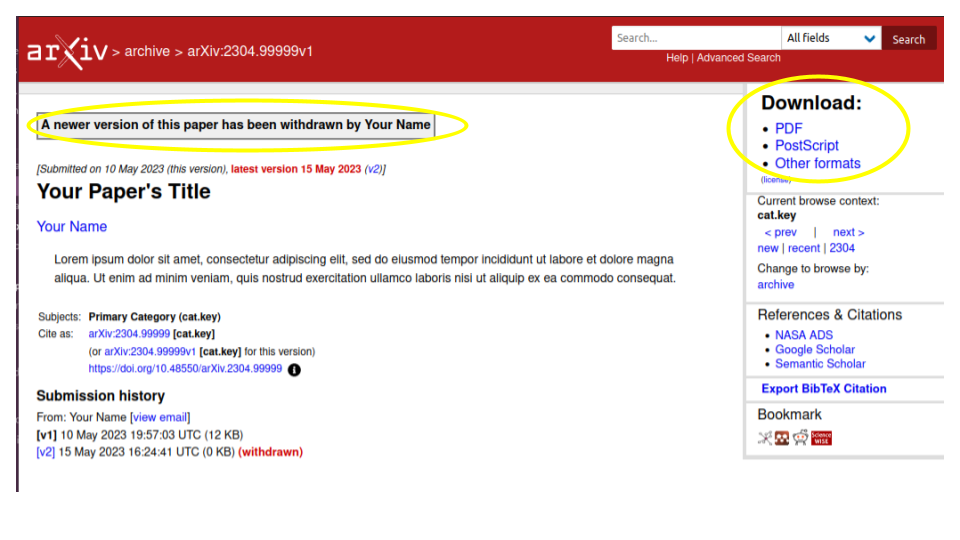 arXiv > archive > arXiv:2304.99999v1
Search...
All fields
Search
Help | Advanced Search
A newer version of this paper has been withdrawn by Your Name
[Submitted on 10 May 2023 (this version), latest version 15 May 2023 (v2)]
Your Paper's Title
Your Name
Lorem ipsum dolor sit amet, consectetur adipiscing elit, sed do eiusmod tempor incididunt ut labore et dolore magna
aliqua. Ut enim ad minim veniam, quis nostrud exercitation ullamco laboris nisi ut aliquip ex ea commodo consequat.
Subjects: Primary Category (cat.key)
Cite as: arXiv:2304.99999 [cat.key]
(or arXiv:2304.99999v1 [cat.key] for this version)
https://doi.org/10.48550/arXiv.2304.99999
Submission history
From: Your Name [view email]
[v1] 10 May 2023 19:57:03 UTC (12 KB)
[v2] 15 May 2023 16:24:41 UTC (0 KB) (withdrawn)
Download:
• PDF
• PostScript
• Other formats
(license)
Current browse context:
cat.key
< prev | next >
new | recent | 2304
Change to browse by:
archive
References & Citations
• NASA ADS
• Google Scholar
• Semantic Scholar
Export BibTeX Citation
Bookmark
Science
WISE